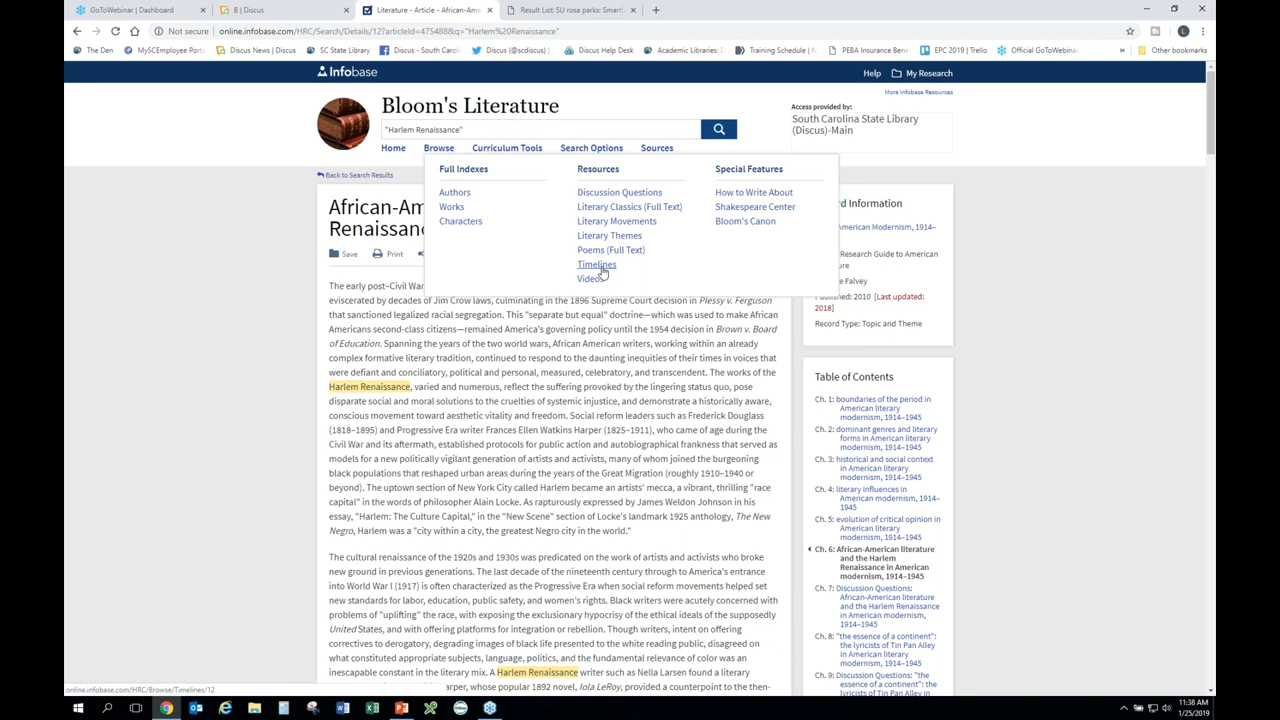 GoToWebinar | Dashboard
B | Discus
Literature - Article - African-Ame
Result List: SU rosa parks: SmartS
Not secure | online.infobase.com/HRC/Search/Details/12?articleId=475488&q="Harlem%20Renaissance"
The Den
MySCEmployee Port
Discus News | Discus
SC State Library
Discus - South Caro
Twitter (@scdiscus)
Discus Help Desk
Academic Libraries
Training Schedule | N
PEBA Insurance Bene
EPC 2019 | Trello
Official GoToWebina
»
Other bookmarks
Infobase
Help
My Research
More Infobase Resources
Bloom's Literature
"Harlem Renaissance"
Access provided by:
South Carolina State Library
(Discus)-Main
Home
Browse
Curriculum Tools
Search Options
Sources
Back to Search Results
Full Indexes
Authors
Works
Characters
Resources
Discussion Questions
Literary Classics (Full Text)
Literary Movements
Literary Themes
Poems (Full Text)
Timelines
Videos
Special Features
How to Write About
Shakespeare Center
Bloom's Canon
African-Am
Renaissanc
Save
Print
The early post–Civil War
eviscerated by decades of Jim Crow laws, culminating in the 1896 Supreme Court decision in Plessy v. Ferguson
that sanctioned legalized racial segregation. This "separate but equal" doctrine—which was used to make African
Americans second-class citizens—remained America's governing policy until the 1954 decision in Brown v. Board
of Education. Spanning the years of the two world wars, African American writers, working within an already
complex formative literary tradition, continued to respond to the daunting inequities of their times in voices that
were defiant and conciliatory, political and personal, measured, celebratory, and transcendent. The works of the
Harlem Renaissance, varied and numerous, reflect the suffering provoked by the lingering status quo, pose
disparate social and moral solutions to the cruelties of systemic injustice, and demonstrate a historically aware,
conscious movement toward aesthetic vitality and freedom. Social reform leaders such as Frederick Douglass
(1818–1895) and Progressive Era writer Frances Ellen Watkins Harper (1825–1911), who came of age during the
Civil War and its aftermath, established protocols for public action and autobiographical frankness that served as
models for a new politically vigilant generation of artists and activists, many of whom joined the burgeoning
black populations that reshaped urban areas during the years of the Great Migration (roughly 1910–1940 or
beyond). The uptown section of New York City called Harlem became an artists' mecca, a vibrant, thrilling "race
capital" in the words of philosopher Alain Locke. As rapturously expressed by James Weldon Johnson in his
essay, "Harlem: The Culture Capital," in the "New Scene" section of Locke's landmark 1925 anthology, The New
Negro, Harlem was a "city within a city, the greatest Negro city in the world."
The cultural renaissance of the 1920s and 1930s was predicated on the work of artists and activists who broke
new ground in previous generations. The last decade of the nineteenth century through to America's entrance
into World War I (1917) is often characterized as the Progressive Era when social reform movements helped set
new standards for labor, education, public safety, and women's rights. Black writers were acutely concerned with
problems of "uplifting" the race, with exposing the exclusionary hypocrisy of the ethical ideals of the supposedly
United States, and with offering platforms for integration or rebellion. Though writers, intent on offering
correctives to derogatory, degrading images of black life presented to the white reading public, disagreed on
what constituted appropriate subjects, language, politics, and the fundamental relevance of color was an
inescapable constant in the literary mix. A Harlem Renaissance writer such as Nella Larsen found a literary
arper, whose popular 1892 novel, Iola LeRoy, provided a counterpoint to the then-
ord Information
merican Modernism, 1914–
Research Guide to American
ure
e Falvey
Published: 2010 [Last updated:
2018]
Record Type: Topic and Theme
Table of Contents
Ch. 1: boundaries of the period in
American literary
modernism, 1914–1945
Ch. 2: dominant genres and literary
forms in American literary
modernism, 1914–1945
Ch. 3: historical and social context
in American literary
modernism, 1914–1945
Ch. 4: literary influences in
American modernism, 1914–
1945
Ch. 5: evolution of critical opinion in
American literary
modernism, 1914–1945
Ch. 6: African-American literature
and the Harlem
Renaissance in American
modernism, 1914–1945
Ch. 7: Discussion Questions:
African-American literature
and the Harlem Renaissance
in American modernism,
1914–1945
Ch. 8: "the essence of a continent":
the lyricists of Tin Pan Alley
in American literary
modernism, 1914–1945
Ch. 9: Discussion Questions: "the
essence of a continent": the
lyricists of Tin Pan Alley in
online.infobase.com/HRC/Browse/Timelines/12
11:38 AM
1/25/2019